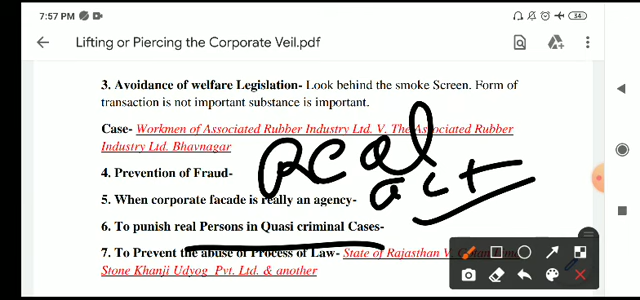 7:57 PM
34
Lifting or Piercing the Corporate Veil.pdf
3. Avoidance of welfare Legislation- Look behind the smoke Screen. Form of
transaction is not important substance is important.
Case- Workmen of Associated Rubber Industry Ltd. V. The Associated Rubber
Industry Ltd. Bhavnagar
4. Prevention of Fraud-
Real
act
5. When corporate facade is really an agency-
6. To punish real Persons in Quasi criminal Cases-
7. To Prevent the abuse of Process of Law- State of Rajasthan V.
Stone Khanji Udyog Pvt. Ltd. & another